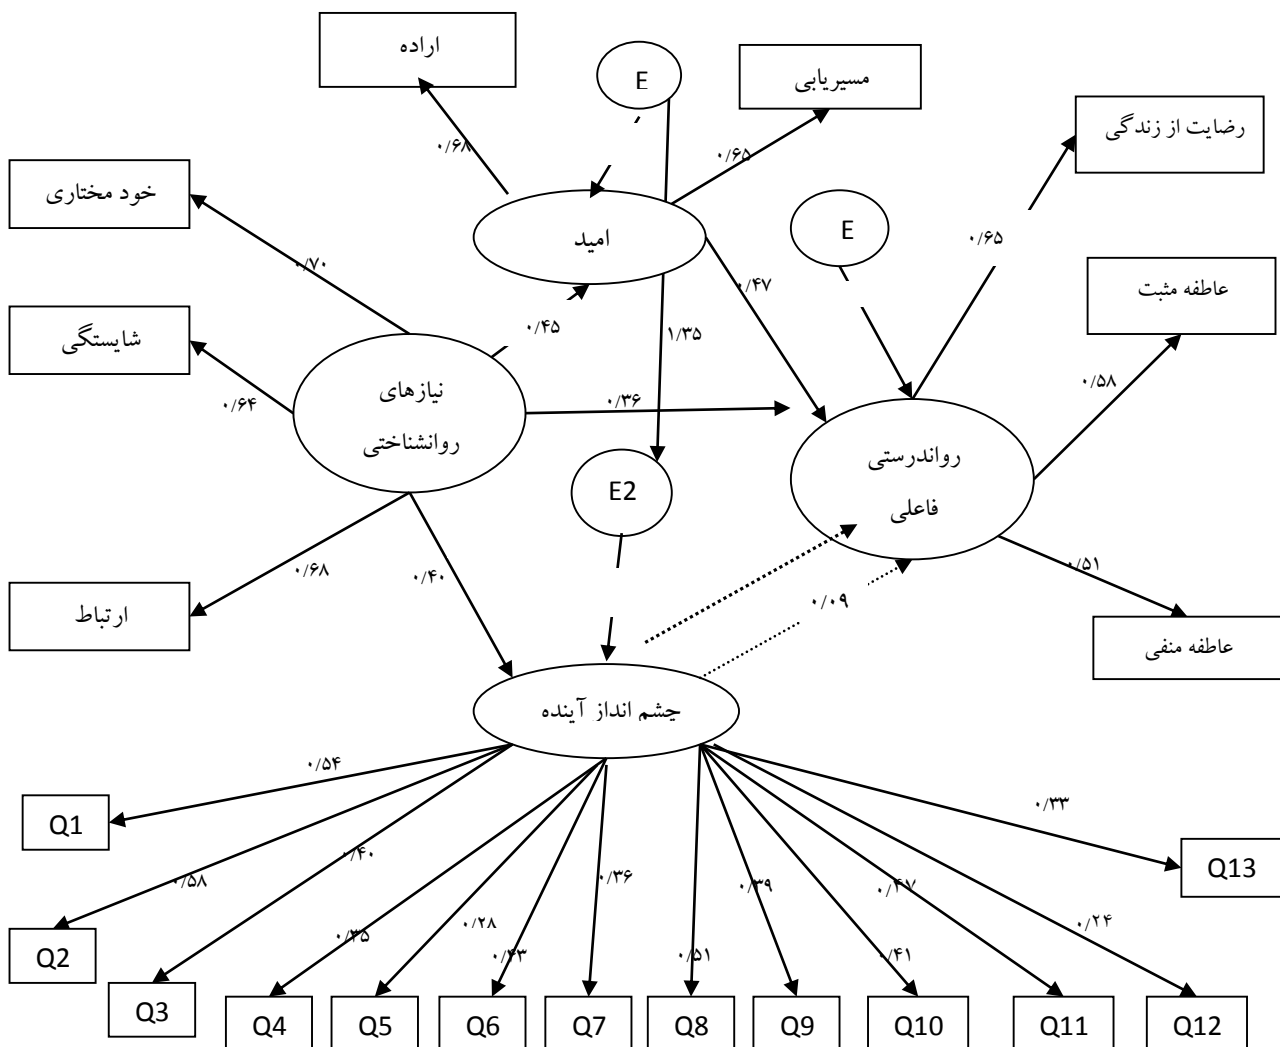 اراده
E
مسیریابی
رضایت از زندگی
۰/۶۸
۰/۶۵
خود مختاری
E
امید
۰/۶۵
۰/۷۰
۰/۴۷
عاطفه مثبت
شایستگی
۰/۴۵
۱/۳۵
۰/۵۸
نیازهای
روانشناختی
۰/۶۴
۰/۳۶
رواندرستی
فاعلی
E2
۰/۶۸
۰/۴۰
۰/۵۱
ارتباط
۰/۰۹
عاطفه منفی
چشم انداز آینده
۰/۵۴
۰/۳۳
Q1
۰/۴۰
Q13
۰/۵۸
۰/۳۶
۰/۳۹
۰/۴۷
۰/۲۸
۰/۲۴
۰/۳۵
۰/۴۳
۰/۵۱
۰/۴۱
Q2
Q3
Q4
Q5
Q6
Q7
Q8
Q9
Q10
Q11
Q12